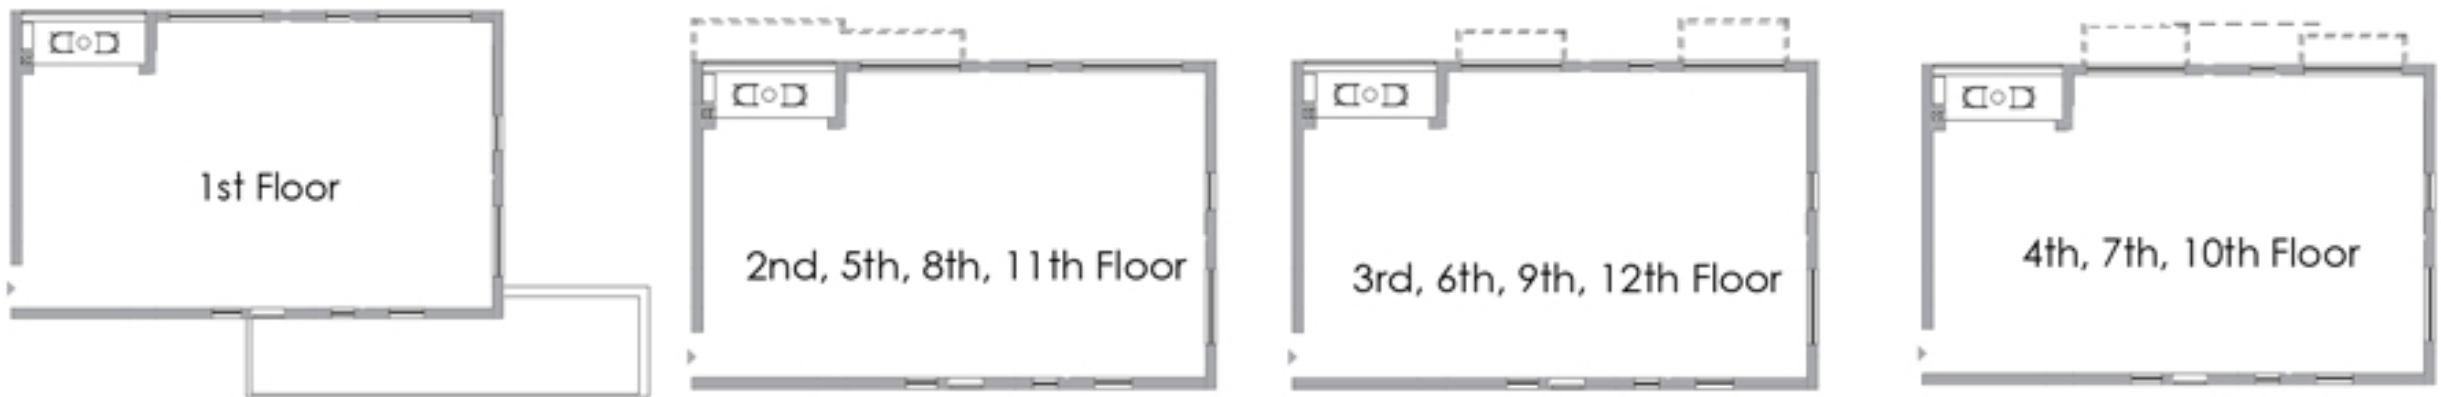 1st Floor
2nd, 5th, 8th, 11th Floor
3rd, 6th, 9th, 12th Floor
4th, 7th, 10th Floor